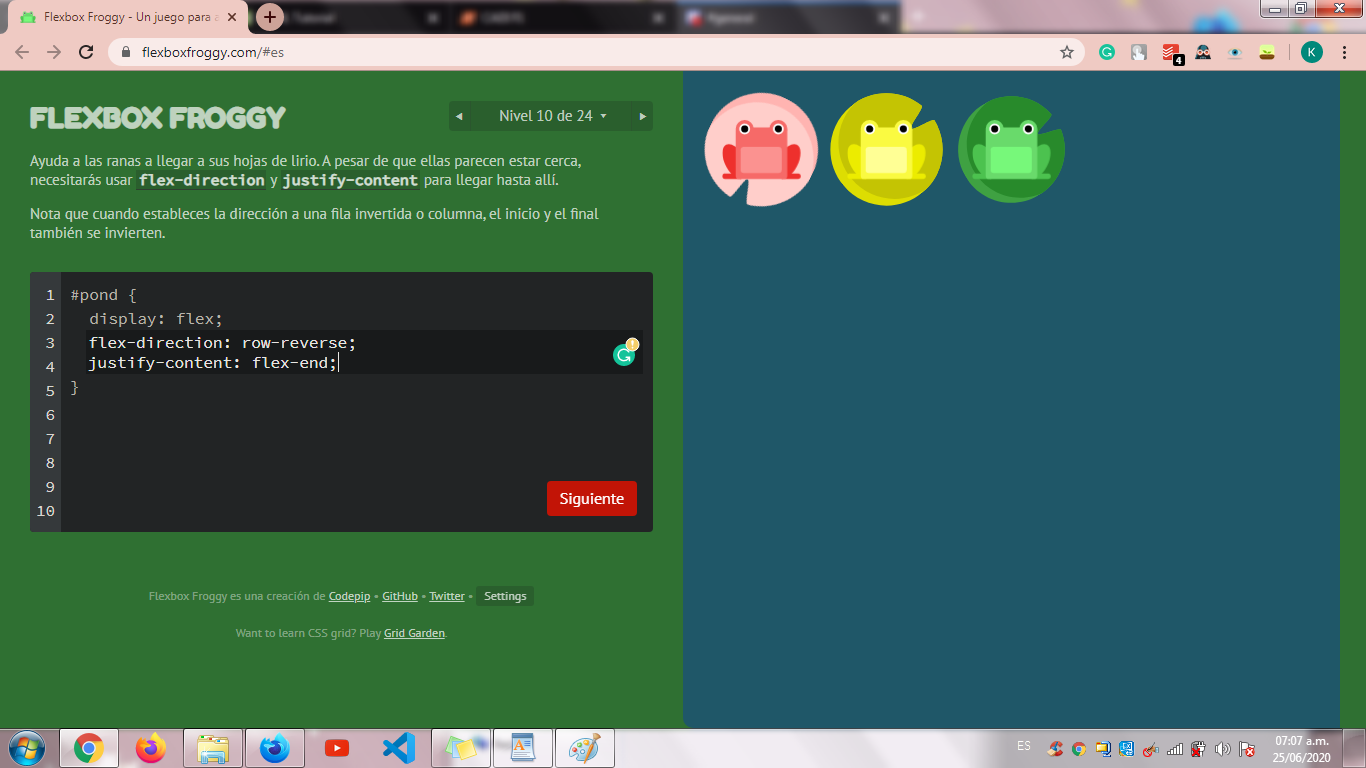 Flexbox Froggy - Un juego para a
Tutorial
flexboxfroggy.com/#es
4
K
FLEXBOX FROGGY
Nivel 10 de 24
Ayuda a las ranas a llegar a sus hojas de lirio. A pesar de que ellas parecen estar cerca,
necesitarás usar flex-direction y justify-content para llegar hasta allí.
Nota que cuando estableces la dirección a una fila invertida o columna, el inicio y el final
también se invierten.
1 #pond {
2 display: flex;
3 flex-direction: row-reverse;
4 justify-content: flex-end;
5 }
6
7
8
9
10
Siguiente
Flexbox Froggy es una creación de Codepip • GitHub • Twitter • Settings
Want to learn CSS grid? Play Grid Garden.
ES
07:07 a.m.
25/06/2020